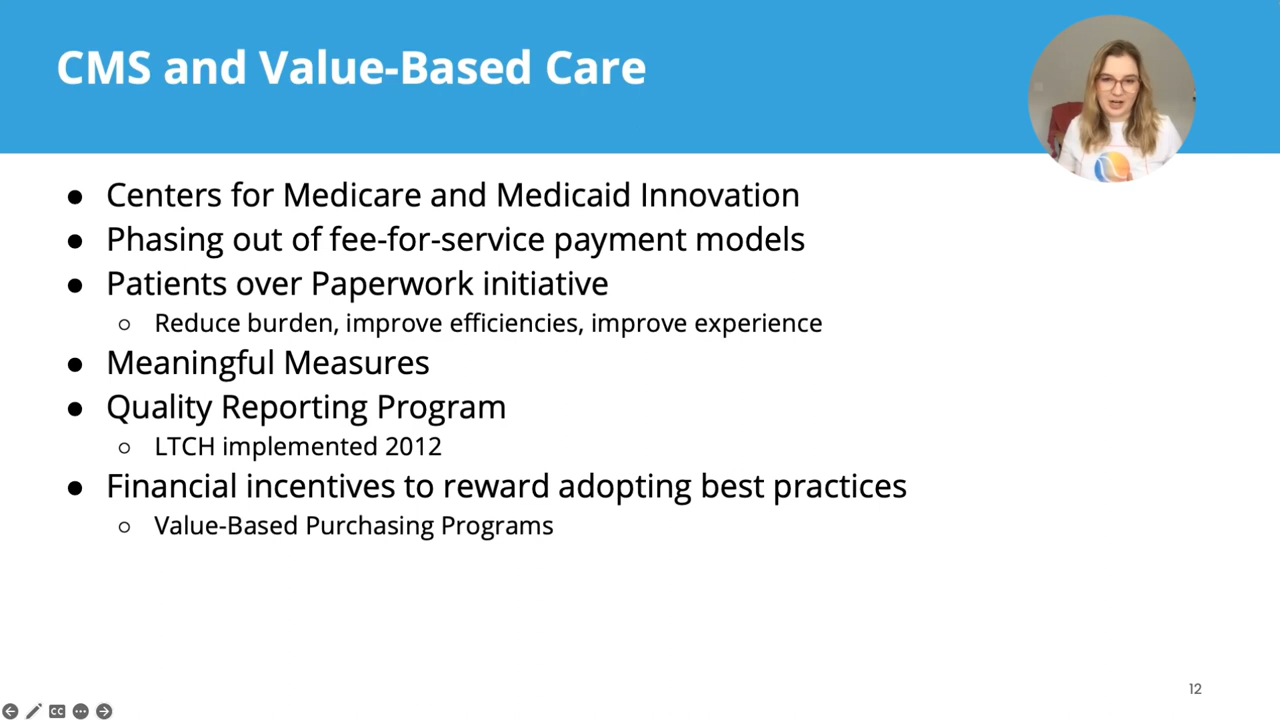 CMS and Value-Based Care
● Centers for Medicare and Medicaid Innovation
● Phasing out of fee-for-service payment models
● Patients over Paperwork initiative
○ Reduce burden, improve efficiencies, improve experience
● Meaningful Measures
● Quality Reporting Program
○ LTCH implemented 2012
● Financial incentives to reward adopting best practices
○ Value-Based Purchasing Programs
12
CC